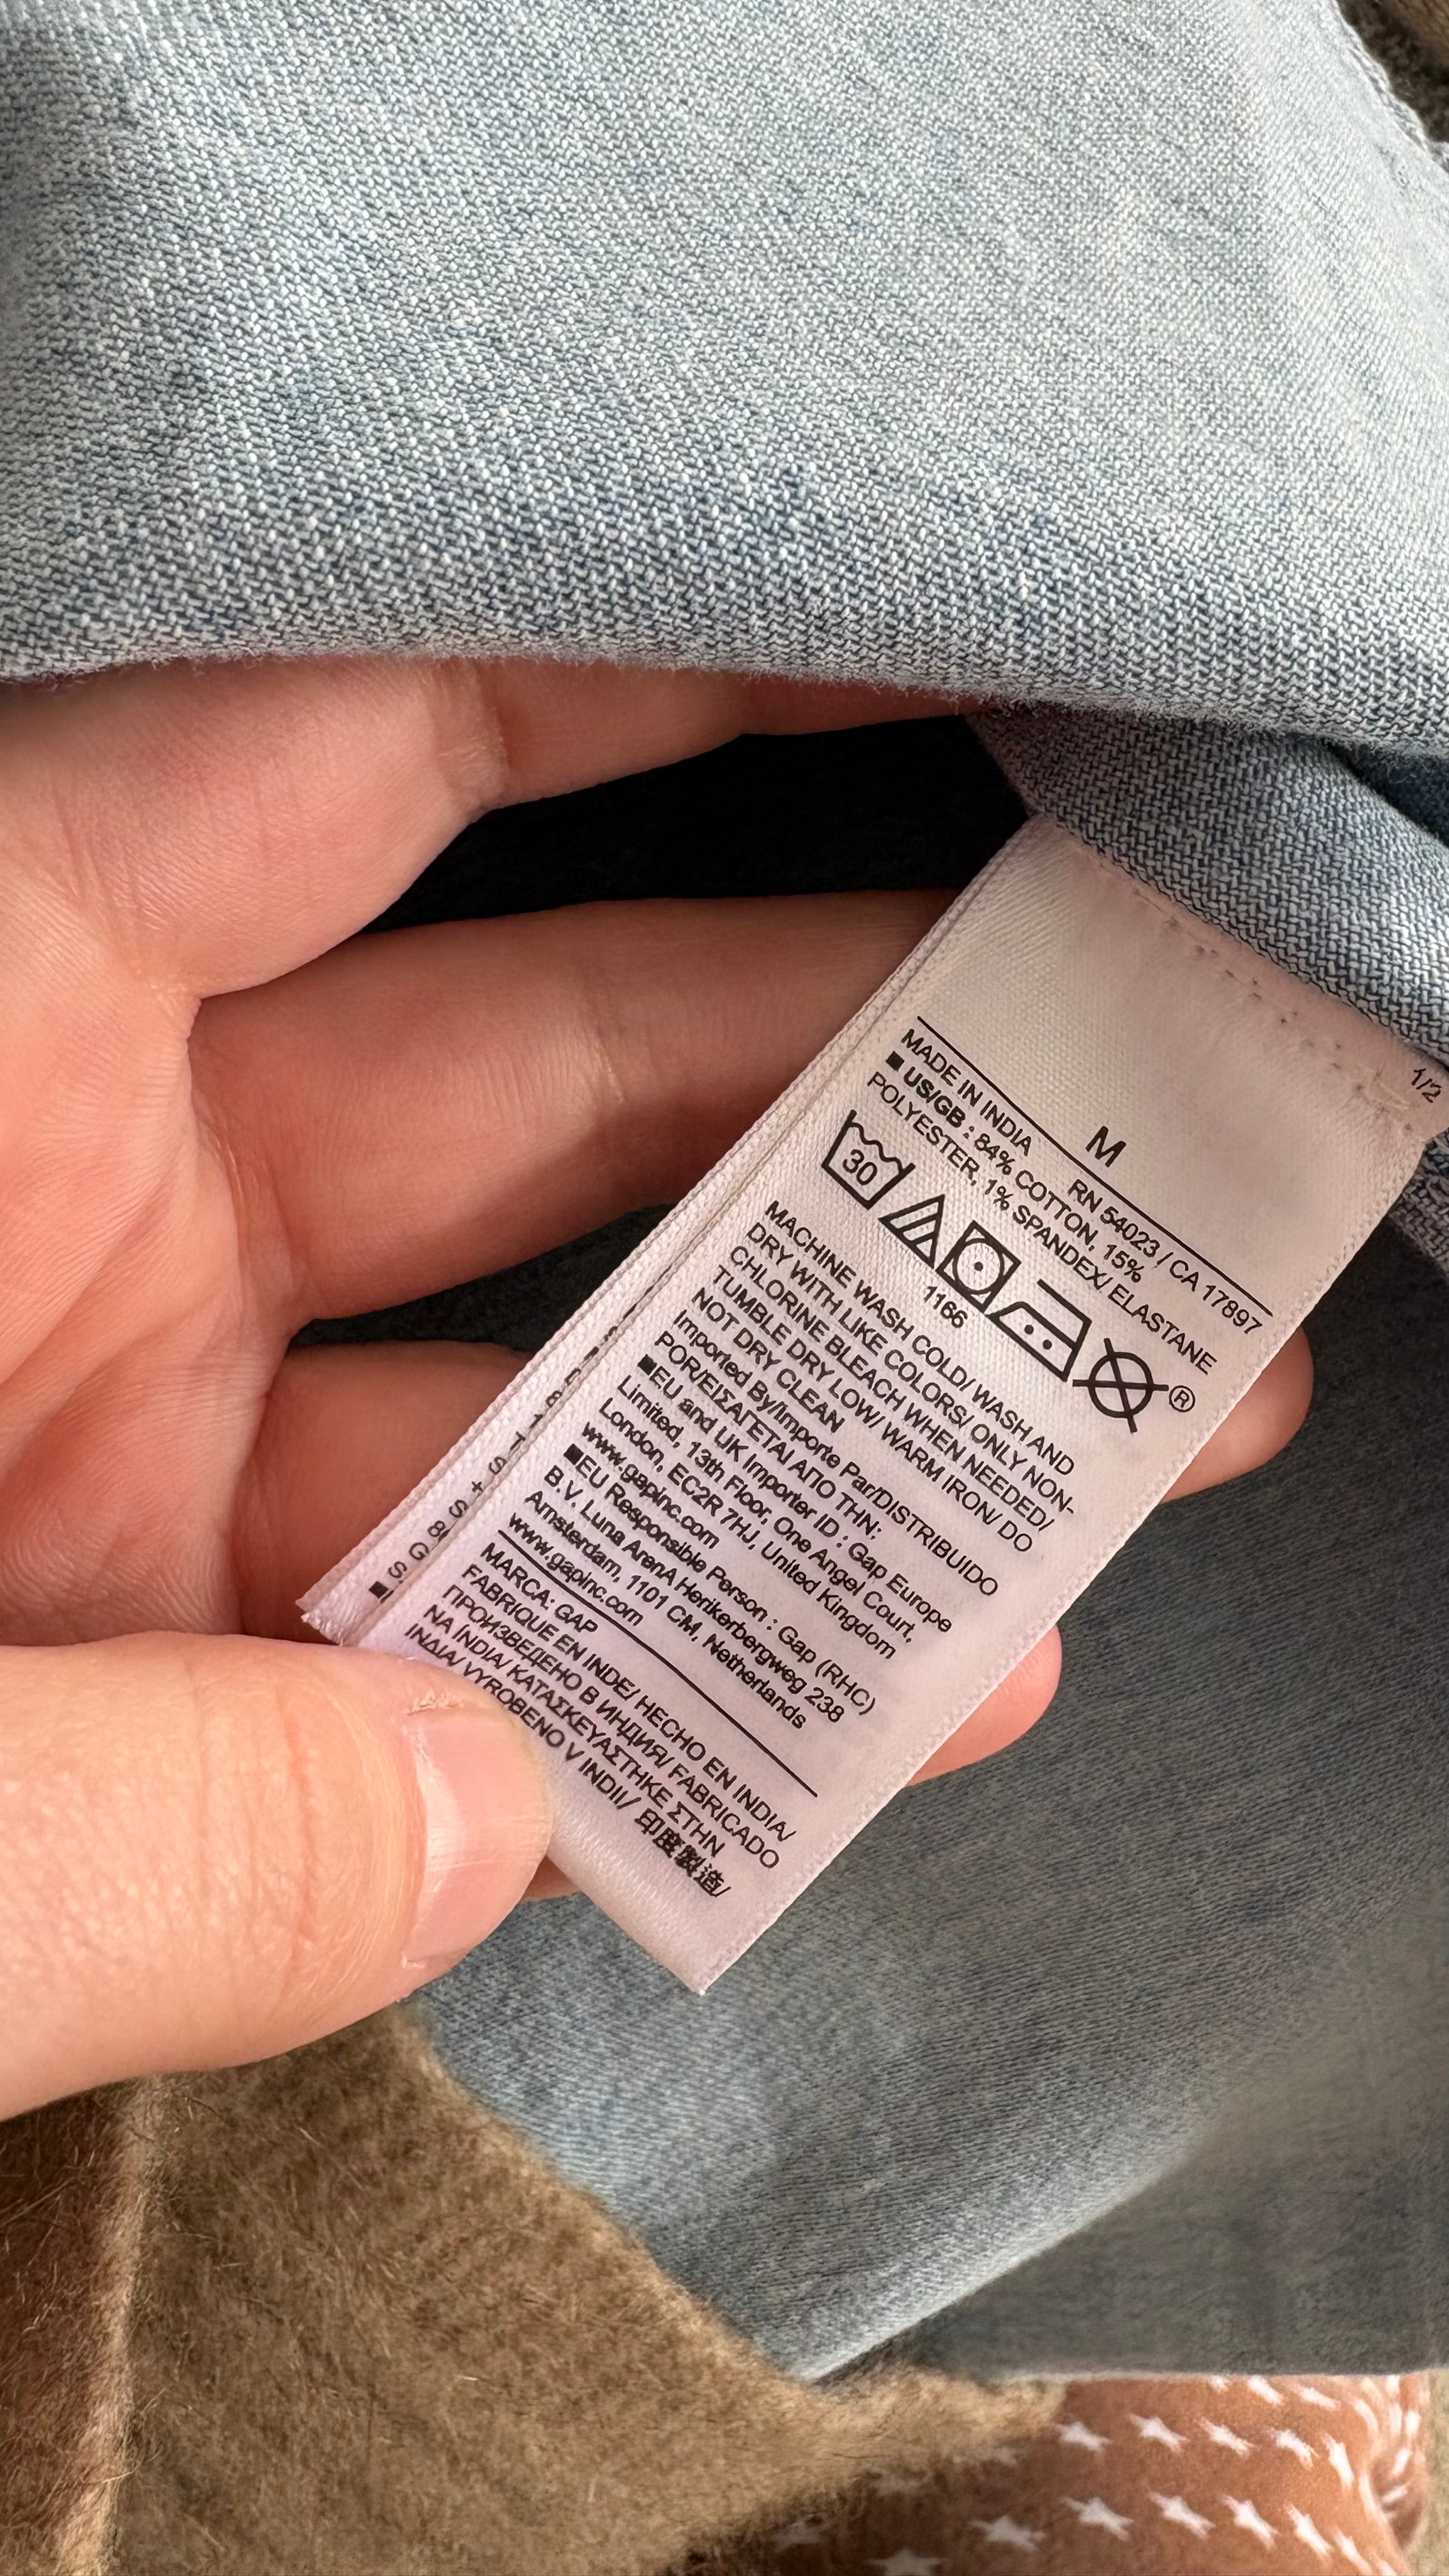 1/2
M
MADE IN INDIA RN 54023 / CA 17897
■ US/GB : 84% COTTON, 15%
POLYESTER, 1% SPANDEX/ ELASTANE
30
1166
®
MACHINE WASH COLD/ WASH AND
DRY WITH LIKE COLORS/ ONLY NON-
CHLORINE BLEACH WHEN NEEDED/
TUMBLE DRY LOW/ WARM IRON/ DO
NOT DRY CLEAN
Imported By/Importe Par/DISTRIBUIDO
POR/ΕΙΣΑΓΕΤΑΙ ΑΠΟ ΤΗΝ:
■EU and UK Importer ID : Gap Europe
Limited, 13th Floor, One Angel Court,
London, EC2R 7HJ, United Kingdom
www.gapinc.com
■EU Responsible Person : Gap (RHC)
B.V. Luna ArenA Herikerbergweg 238
Amsterdam, 1101 CM, Netherlands
www.gapinc.com
MARCA: GAP
FABRIQUE EN INDE/ HECHO EN INDIA/
ПРОИЗВЕДЕНО В ИНДИЯ/ FABRICADO
NA ÍNDIA/ ΚΑΤΑΣΚΕΥΑΣΤΗΚΕ ΣΤΗΝ
ΙΝΔΙΑ/ VYROBENO V INDII/ 印度製造/